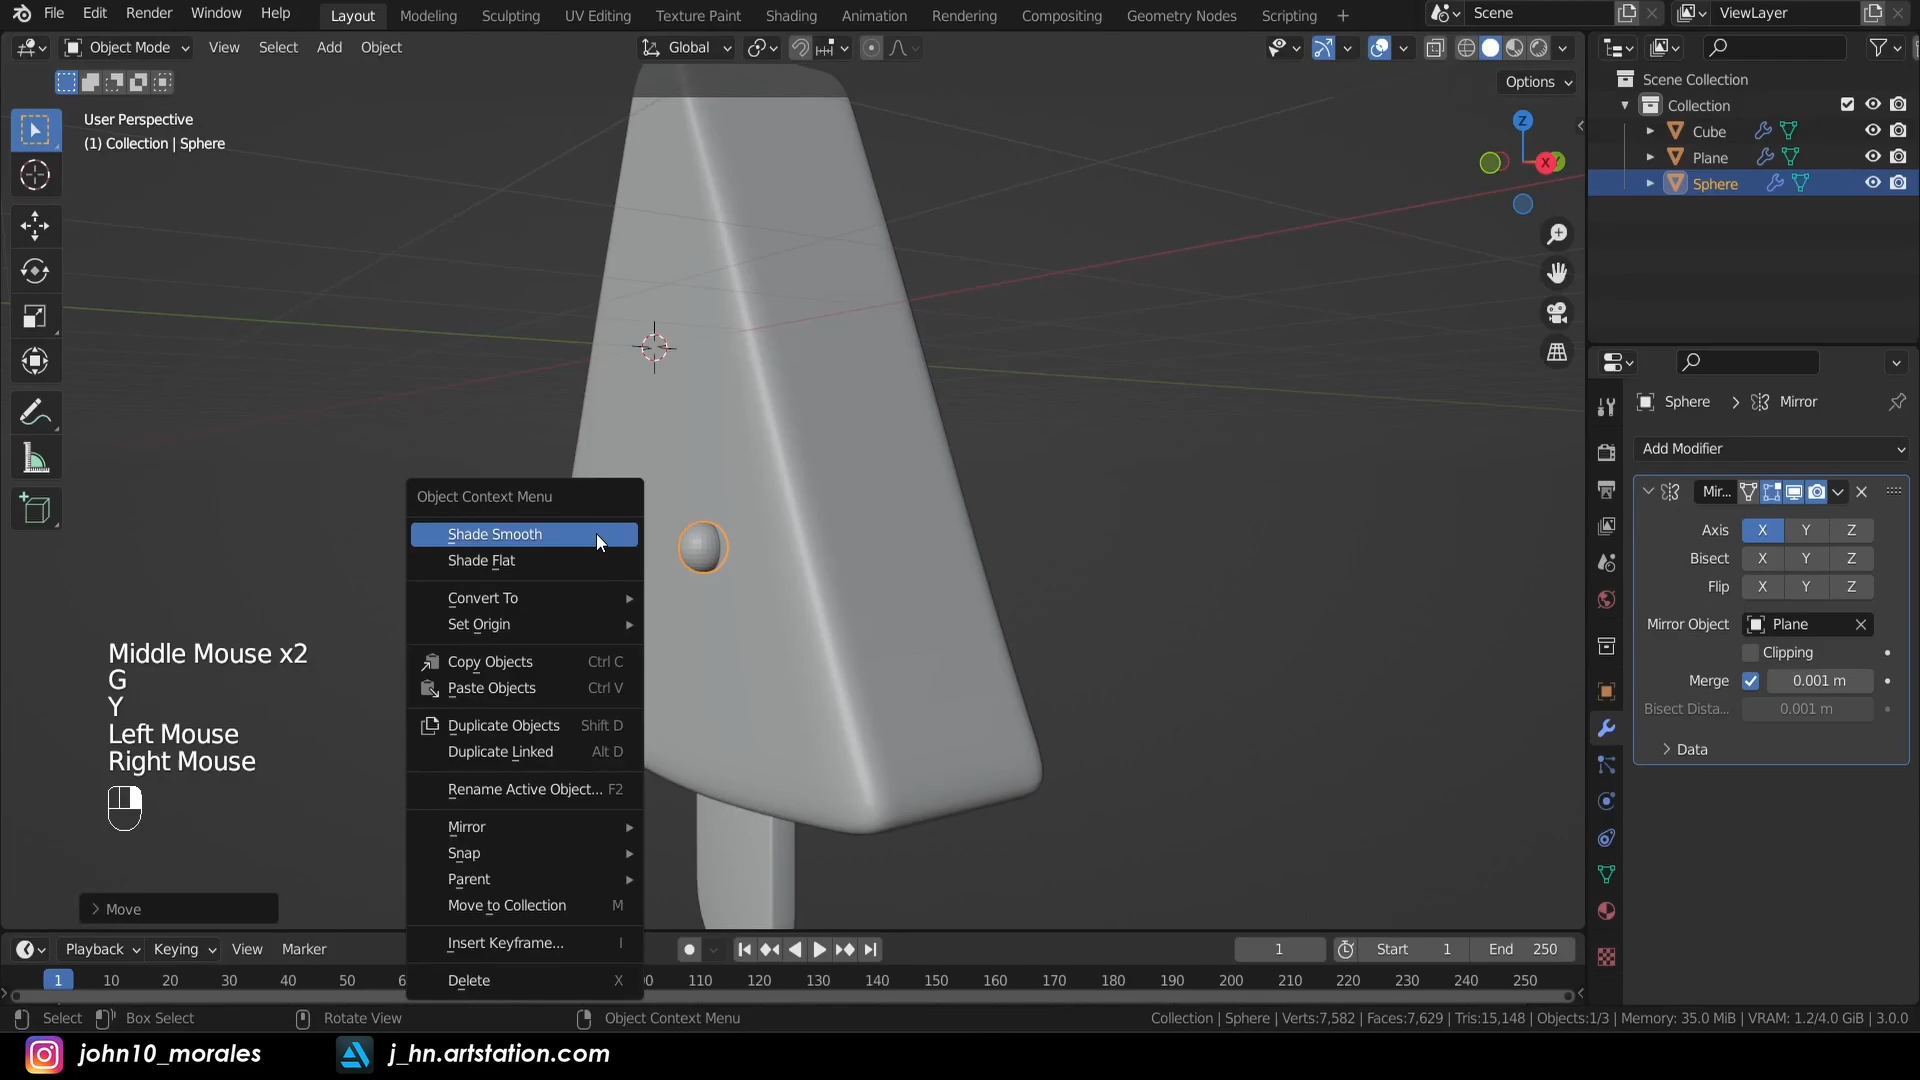 File Edit Render Window Help Layout Modeling Sculpting UV Editing Texture Paint Shading Animation Rendering Compositing Geometry Nodes Scripting + Scene ViewLayer
Object Mode View Select Add Object Global
Options
User Perspective
(1) Collection | Sphere
Z
X
Y
Scene Collection
Collection
Cube
Plane
Sphere
Sphere > Mirror
Add Modifier
Mir...
Axis X Y Z
Bisect X Y Z
Flip X Y Z
Mirror Object Plane
Clipping
Merge 0.001 m
Bisect Dista... 0.001 m
Data
Object Context Menu
Shade Smooth
Shade Flat
Convert To
Set Origin
Copy Objects Ctrl C
Paste Objects Ctrl V
Duplicate Objects Shift D
Duplicate Linked Alt D
Rename Active Object... F2
Mirror
Snap
Parent
Move to Collection M
Insert Keyframe... I
Delete X
Middle Mouse x2
G
Y
Left Mouse
Right Mouse
Move
Playback Keying View Marker 1 Start 1 End 250
1 10 20 30 40 50 6 00 110 120 130 140 150 160 170 180 190 200 210 220 230 240 250
Select Box Select Rotate View Object Context Menu Collection | Sphere | Verts:7,582 | Faces:7,629 | Tris:15,148 | Objects:1/3 | Memory: 35.0 MiB | VRAM: 1.2/4.0 GiB | 3.0.0
john10_morales j_hn.artstation.com